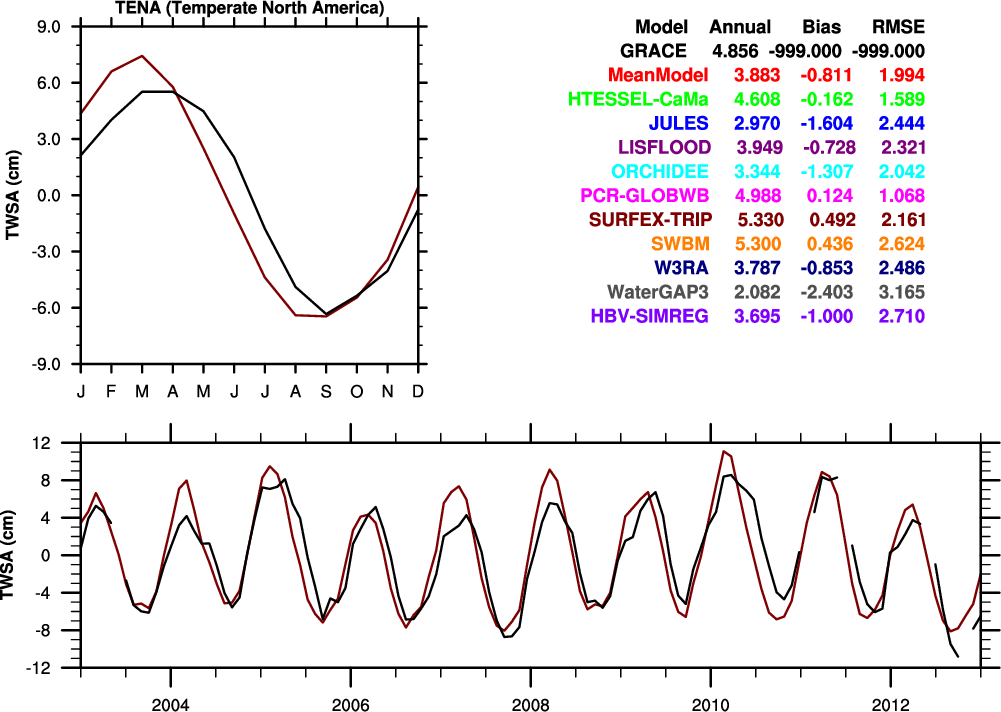 TENA (Temperate North America)
9.0
6.0
3.0
0.0
-3.0
-6.0
-9.0
TWSA (cm)
J F M A M J J A S O N D
Model Annual Bias RMSE
GRACE 4.856 -999.000 -999.000
MeanModel 3.883 -0.811 1.994
HTESSEL-CaMa 4.608 -0.162 1.589
JULES 2.970 -1.604 2.444
LISFLOOD 3.949 -0.728 2.321
ORCHIDEE 3.344 -1.307 2.042
PCR-GLOBWB 4.988 0.124 1.068
SURFEX-TRIP 5.330 0.492 2.161
SWBM 5.300 0.436 2.624
W3RA 3.787 -0.853 2.486
WaterGAP3 2.082 -2.403 3.165
HBV-SIMREG 3.695 -1.000 2.710
12
8
4
0
-4
-8
-12
TWSA (cm)
2004 2006 2008 2010 2012